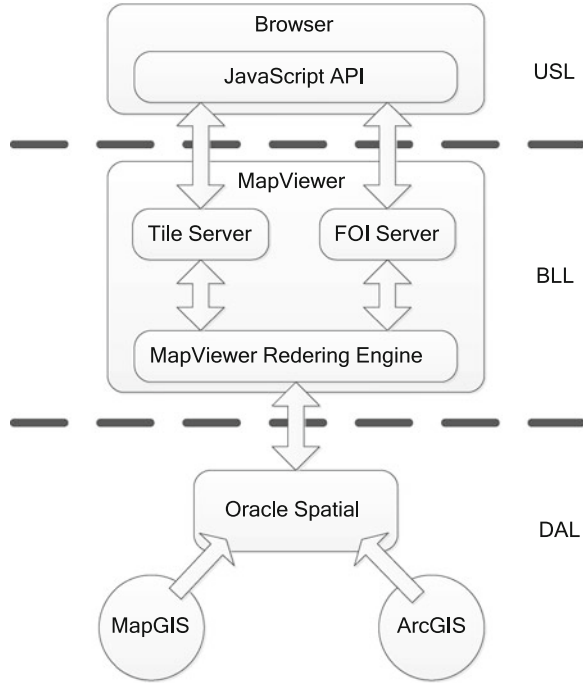 Browser
JavaScript API
USL
MapViewer
Tile Server
FOI Server
BLL
MapViewer Redering Engine
Oracle Spatial
DAL
MapGIS
ArcGIS